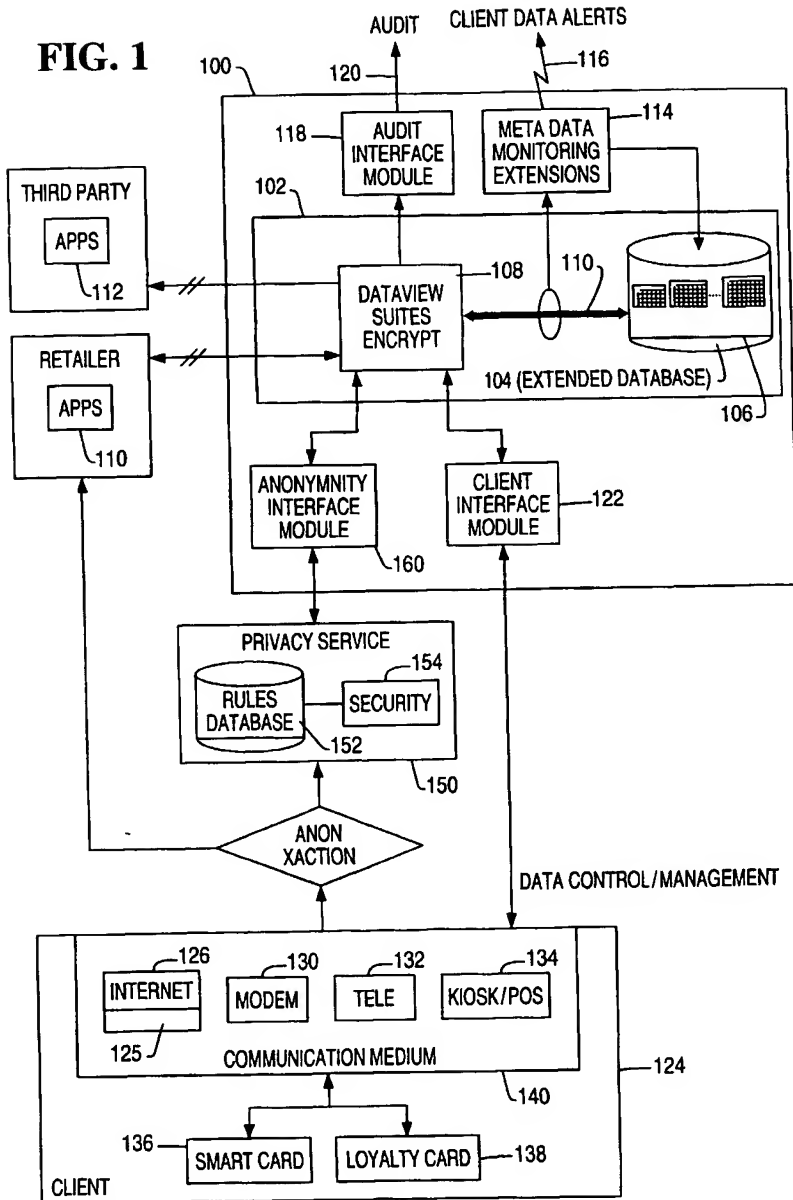 FIG. 1
AUDIT
CLIENT DATA ALERTS
120
116
100
118
AUDIT
INTERFACE
MODULE
META DATA
MONITORING
EXTENSIONS
114
THIRD PARTY
APPS
112
102
DATAVIEW
SUITES
ENCRYPT
108
110
104 (EXTENDED DATABASE)
106
RETAILER
APPS
110
ANONYMNITY
INTERFACE
MODULE
160
CLIENT
INTERFACE
MODULE
122
PRIVACY SERVICE
RULES
DATABASE
152
154
SECURITY
150
ANON
XACTION
DATA CONTROL/MANAGEMENT
126
INTERNET
125
130
MODEM
132
TELE
134
KIOSK/POS
COMMUNICATION MEDIUM
140
124
136
SMART CARD
LOYALTY CARD
138
CLIENT